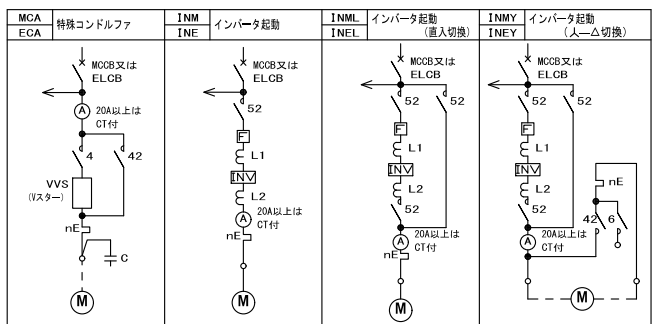 MCA
ECA
特殊コンドルファ
MCCB又は
ELCB
A
20A以上は
CT付
4
42
VVS
(Vスター)
nE
C
M
INM
INE
インバータ起動
MCCB又は
ELCB
52
F
L1
INV
L2
A
20A以上は
CT付
nE
M
INML
INEL
インバータ起動
(直入切換)
MCCB又は
ELCB
52
52
F
L1
INV
L2
52
A
20A以上は
CT付
nE
M
INMY
INEY
インバータ起動
(人―△切換)
MCCB又は
ELCB
52
52
F
L1
INV
L2
52
A
20A以上は
CT付
nE
42
6
M